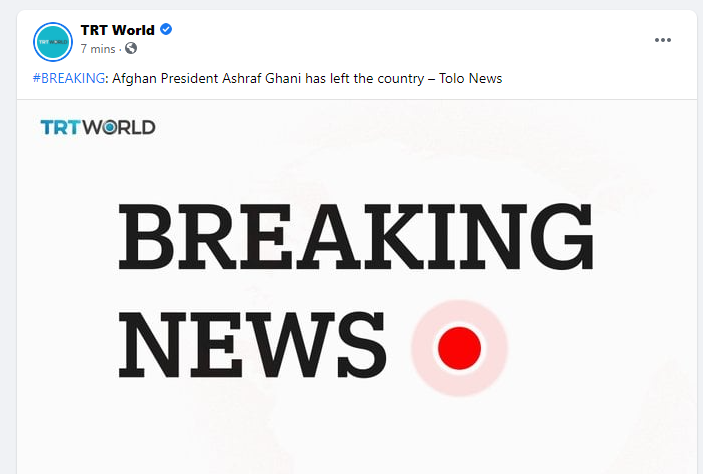 TRT World
7 mins ·
#BREAKING: Afghan President Ashraf Ghani has left the country – Tolo News
TRTWORLD
BREAKING
NEWS